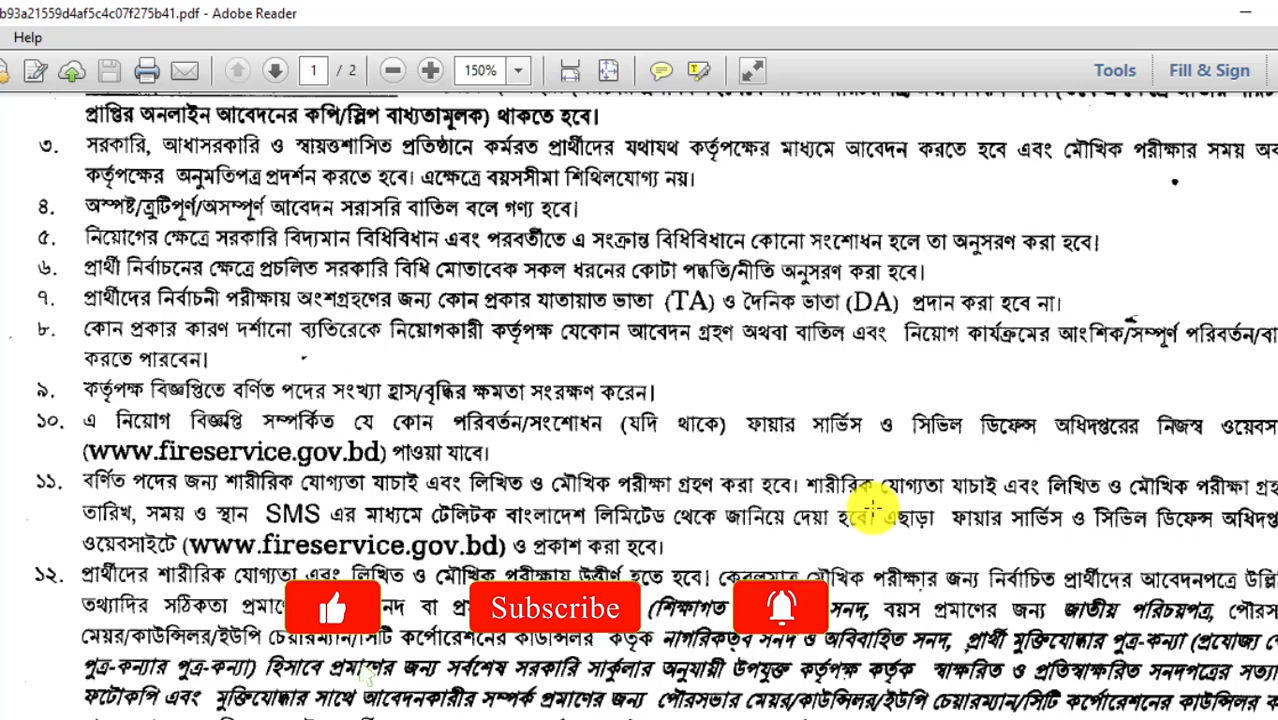 b93a21559d4af5c4c07f275b41.pdf - Adobe Reader
Help
1 / 2 150% Tools Fill & Sign
প্রাপ্তির অনলাইন আবেদনের কপি/স্লিপ বাধ্যতামূলক) থাকতে হবে।
৩. সরকারি, আধাসরকারি ও স্বায়ত্তশাসিত প্রতিষ্ঠানে কর্মরত প্রার্থীদের যথাযথ কর্তৃপক্ষের মাধ্যমে আবেদন করতে হবে এবং মৌখিক পরীক্ষার সময়
কর্তৃপক্ষের অনুমতিপত্র প্রদর্শন করতে হবে। এক্ষেত্রে বয়সসীমা শিথিলযোগ্য নয়।
৪. অস্পষ্ট/ত্রুটিপূর্ণ/অসম্পূর্ণ আবেদন সরাসরি বাতিল বলে গণ্য হবে।
৫. নিয়োগের ক্ষেত্রে সরকারি বিদ্যমান বিধিবিধান এবং পরবর্তীতে এ সংক্রান্ত বিধিবিধানে কোনো সংশোধন হলে তা অনুসরণ করা হবে।
৬. প্রার্থী নির্বাচনের ক্ষেত্রে প্রচলিত সরকারি বিধি মোতাবেক সকল ধরনের কোটা পদ্ধতি/নীতি অনুসরণ করা হবে।
৭. প্রার্থীদের নির্বাচনী পরীক্ষায় অংশগ্রহণের জন্য কোন প্রকার যাতায়াত ভাতা (TA) ও দৈনিক ভাতা (DA) প্রদান করা হবে না।
৮. কোন প্রকার কারণ দর্শানো ব্যতিরেকে নিয়োগকারী কর্তৃপক্ষ যেকোন আবেদন গ্রহণ অথবা বাতিল এবং নিয়োগ কার্যক্রমের আংশিক/সম্পূর্ণ পরিবর্তন/বা
করতে পারবেন।
৯. কর্তৃপক্ষ বিজ্ঞপ্তিতে বর্ণিত পদের সংখ্যা হ্রাস/বৃদ্ধির ক্ষমতা সংরক্ষণ করেন।
১০. এ নিয়োগ বিজ্ঞপ্তি সম্পর্কিত যে কোন পরিবর্তন/সংশোধন (যদি থাকে) ফায়ার সার্ভিস ও সিভিল ডিফেন্স অধিদপ্তরের নিজস্ব ওয়েবস
(www.fireservice.gov.bd) পাওয়া যাবে।
১১. বর্ণিত পদের জন্য শারীরিক যোগ্যতা যাচাই এবং লিখিত ও মৌখিক পরীক্ষা গ্রহণ করা হবে। শারীরিক যোগ্যতা যাচাই এবং লিখিত ও মৌখিক পরীক্ষা
তারিখ, সময় ও স্থান SMS এর মাধ্যমে টেলিটক বাংলাদেশ লিমিটেড থেকে জানিয়ে দেয়া হবে। এছাড়া ফায়ার সার্ভিস ও সিভিল ডিফেন্স অধিদপ্ত
ওয়েবসাইটে (www.fireservice.gov.bd) ও প্রকাশ করা হবে।
১২. প্রার্থীদের শারীরিক যোগ্যতা এবং লিখিত ও মৌখিক পরীক্ষায় উত্তীর্ণ হতে হবে। কেবলমাত্র মৌখিক পরীক্ষার জন্য নির্বাচিত প্রার্থীদের আবেদনপত্রে উল্লি
তথ্যাদির সঠিকতা বা Subscribe (শিক্ষাগত সনদ, বয়স প্রমাণের জন্য জাতীয় পরিচয়পত্র, পৌরস
মেয়র/কাউন্সিলর/ইউপি চেয়ারম্যান/সিটি কর্পোরেশনের কাউন্সিলর কর্তৃক নাগরিকত্ব সনদ ও অবিবাহিত সনদ, প্রার্থী মুক্তিযোদ্ধার পুত্র-কন্যা (প্রযোজ্য
পুত্র-কন্যার পুত্র-কন্যা) হিসাবে প্রমাণের জন্য সর্বশেষ সরকারি সার্কুলার অনুযায়ী উপযুক্ত কর্তৃপক্ষ কর্তৃক স্বাক্ষরিত ও প্রতিস্বাক্ষরিত সনদপত্রের সত্যা
ফটোকপি এবং মুক্তিযোদ্ধার সাথে আবেদনকারীর সম্পর্ক প্রমাণের জন্য পৌরসভার মেয়র/কাউন্সিলর/ইউপি চেয়ারম্যান/সিটি কর্পোরেশনের কাউন্সিলর